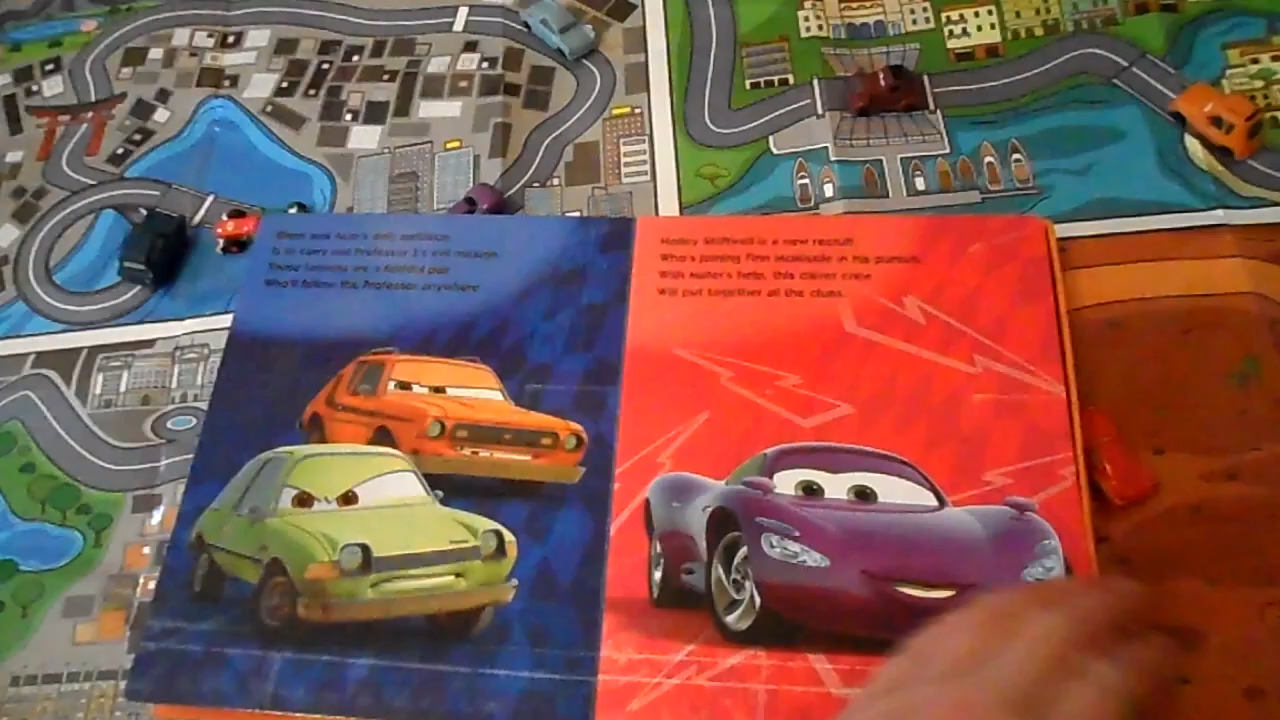 Grem and Acer's only ambition
Is to carry out Professor Z's evil mission.
These lemons are a faithful pair
Who'll follow the Professor anywhere
Holley Shiftwell is a new recruit
Who's joining Finn McMissile in his pursuit.
With Mater's help, this clever crew
Will put together all the clues.